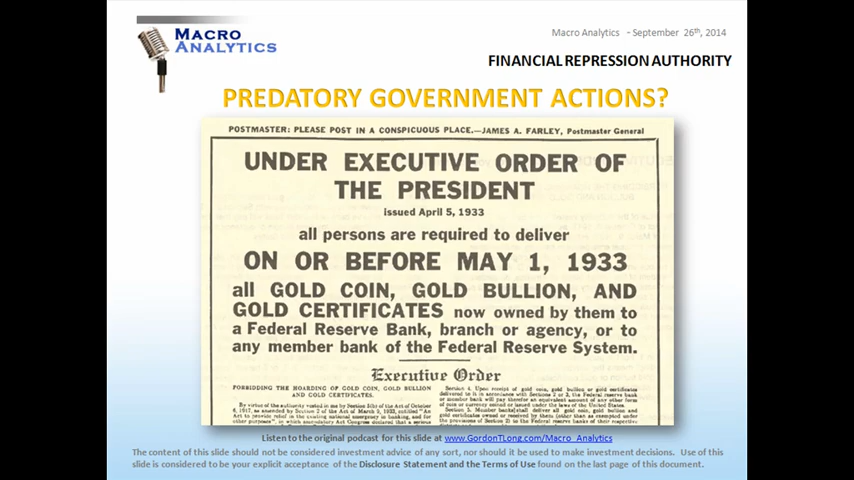 MACRO
ANALYTICS
Macro Analytics - September 26th, 2014
FINANCIAL REPRESSION AUTHORITY
PREDATORY GOVERNMENT ACTIONS?
POSTMASTER: PLEASE POST IN A CONSPICUOUS PLACE.—JAMES A. FARLEY, Postmaster General
UNDER EXECUTIVE ORDER OF
THE PRESIDENT
issued April 5, 1933
all persons are required to deliver
ON OR BEFORE MAY 1, 1933
all GOLD COIN, GOLD BULLION, AND
GOLD CERTIFICATES now owned by them to
a Federal Reserve Bank, branch or agency, or to
any member bank of the Federal Reserve System.
Executive Order
FORBIDDING THE HOARDING OF GOLD COIN, GOLD BULLION
AND GOLD CERTIFICATES.
Listen to the original podcast for this slide at www.GordonTLong.com/Macro_Analytics
The content of this slide should not be considered investment advice of any sort, nor should it be used to make investment decisions. Use of this
slide is considered to be your explicit acceptance of the Disclosure Statement and the Terms of Use found on the last page of this document.